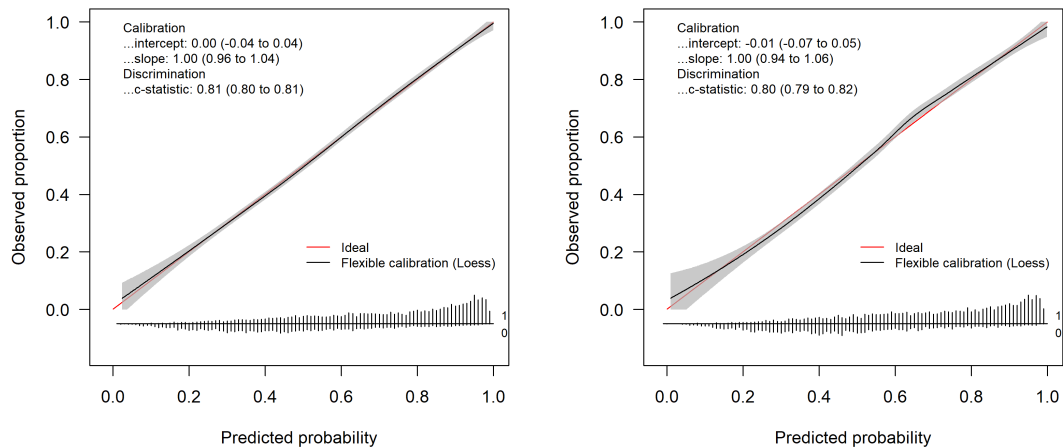 Calibration
...intercept: 0.00 (-0.04 to 0.04)
...slope: 1.00 (0.96 to 1.04)
Discrimination
...c-statistic: 0.81 (0.80 to 0.81)
Observed proportion
1.0
0.8
0.6
0.4
0.2
0.0
Ideal
Flexible calibration (Loess)
1
0
0.0 0.2 0.4 0.6 0.8 1.0
Predicted probability
Calibration
...intercept: -0.01 (-0.07 to 0.05)
...slope: 1.00 (0.94 to 1.06)
Discrimination
...c-statistic: 0.80 (0.79 to 0.82)
Observed proportion
1.0
0.8
0.6
0.4
0.2
0.0
Ideal
Flexible calibration (Loess)
1
0
0.0 0.2 0.4 0.6 0.8 1.0
Predicted probability